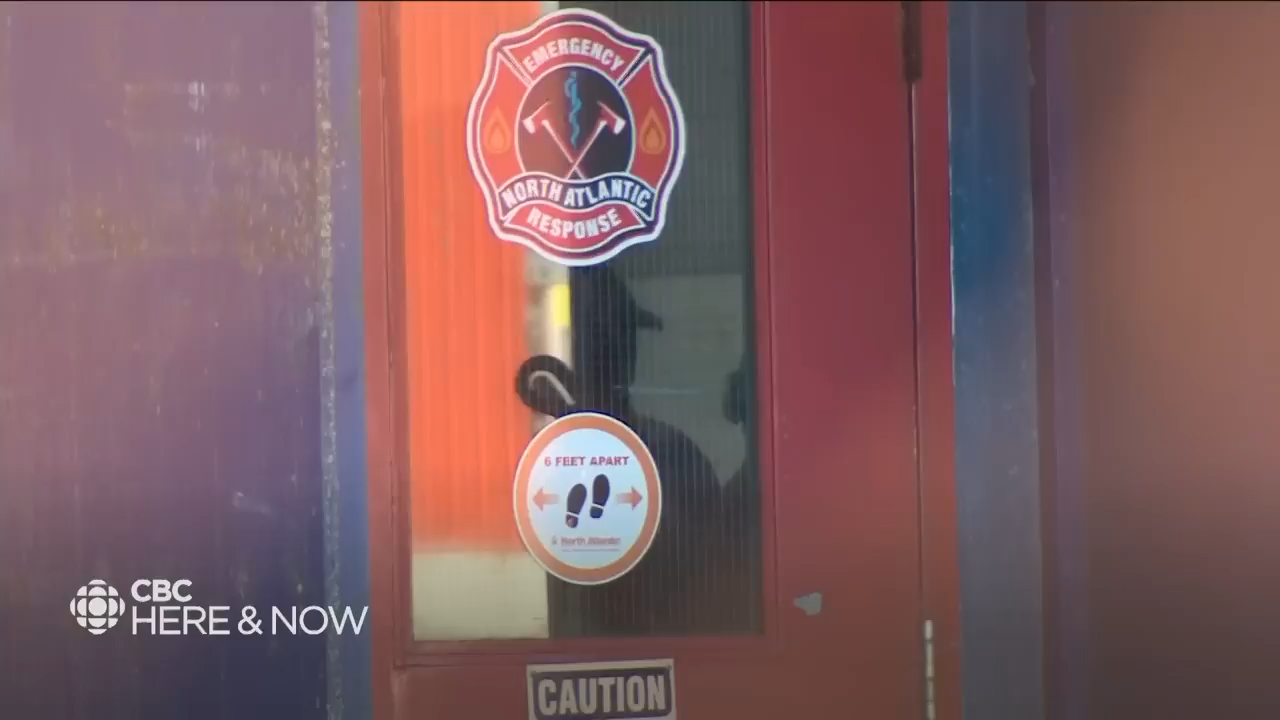 EMERGENCY
NORTH ATLANTIC
RESPONSE
6 FEET APART
North Atlantic
CBC
HERE & NOW
CAUTION